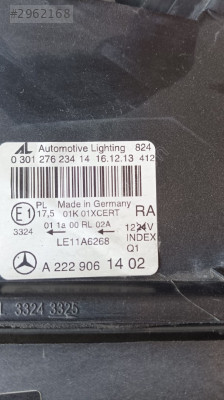 #2962168
AL Automotive Lighting 824
0 301 276 234 14 16.12.13 412
E1 PL Made in Germany RA
17,5 01K 01XCERT
3324 01 1a 00 RL 02A 12V
LE11A6268 INDEX
Q1
A 222 906 14 02
3324 3325